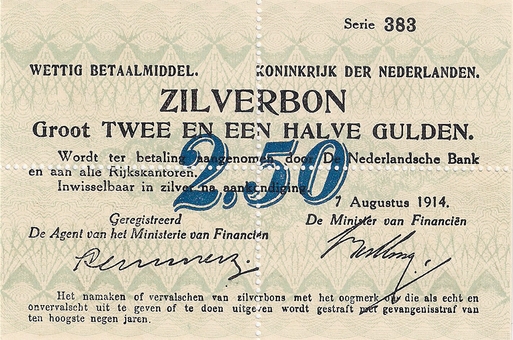 Serie 383
WETTIG BETAALMIDDEL. KONINKRIJK DER NEDERLANDEN.
ZILVERBON
Groot TWEE EN EEN HALVE GULDEN.
2.50
Wordt ter betaling aangenomen door De Nederlandsche Bank
en aan alle Rijkskantoren.
Inwisselbaar in zilver na aankondiging.
7 Augustus 1914.
Geregistreerd
De Agent van het Ministerie van Financiën
De Minister van Financiën
Het namaken of vervalschen van zilverbons met het oogmerk om die als echt en
onvervalscht uit te geven of te doen uitgeven wordt gestraft met gevangenisstraf van
ten hoogste negen jaren.